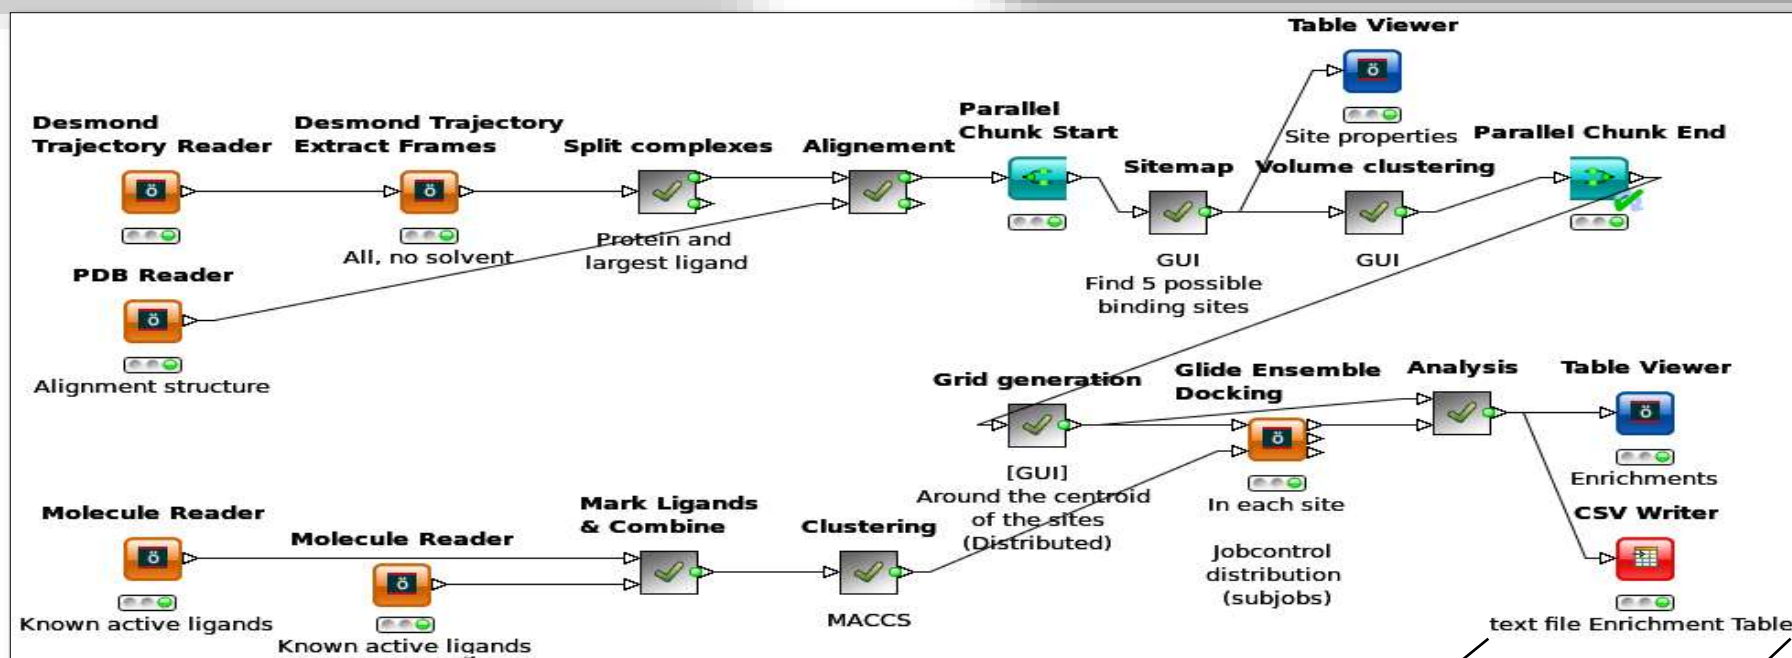 Table Viewer
Site properties
Desmond
Trajectory Reader
Desmond Trajectory
Extract Frames
All, no solvent
Split complexes
Protein and
largest ligand
Alignement
Parallel
Chunk Start
Sitemap
GUI
Find 5 possible
binding sites
Volume clustering
GUI
Parallel Chunk End
PDB Reader
Alignment structure
Grid generation
[GUI]
Around the centroid
of the sites
(Distributed)
Glide Ensemble
Docking
In each site
Jobcontrol
distribution
(subjobs)
Analysis
Table Viewer
Enrichments
CSV Writer
text file Enrichment Table
Molecule Reader
Known active ligands
Molecule Reader
Known active ligands
Mark Ligands
& Combine
Clustering
MACCS